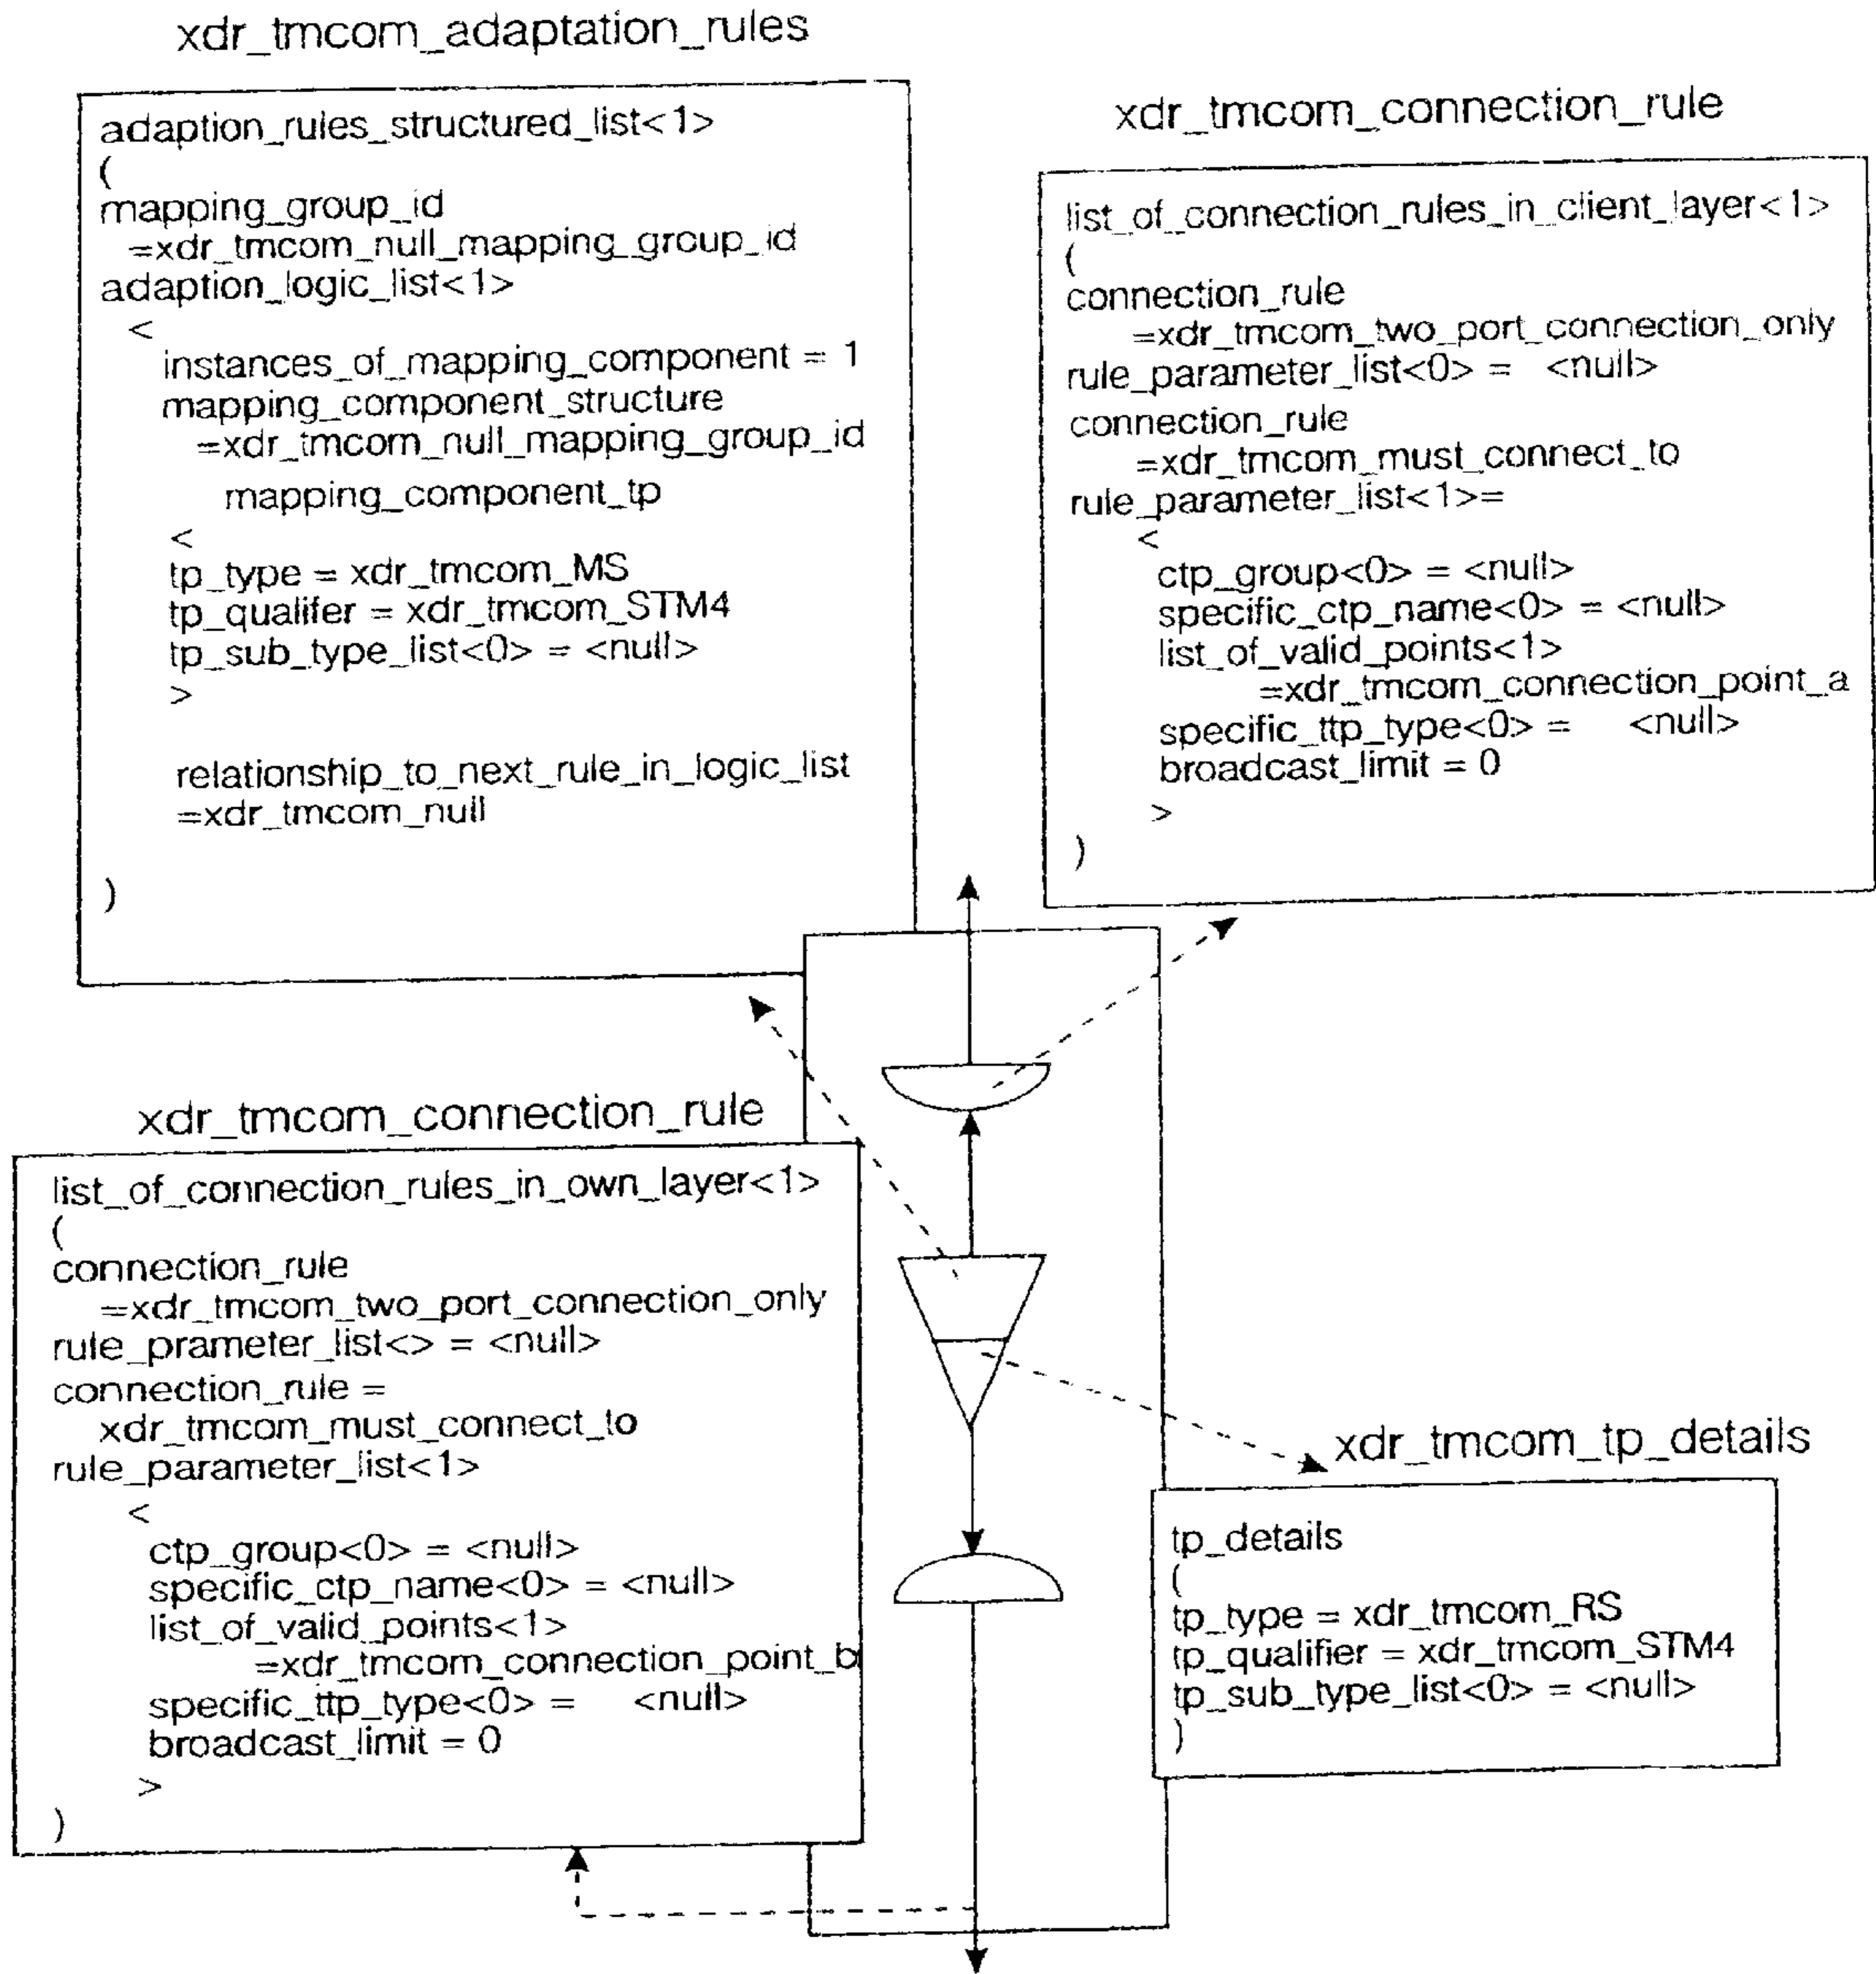 xdr_tmcom_adaptation_rules
adaption_rules_structured_list<1>
(
mapping_group_id
=xdr_tmcom_null_mapping_group_id
adaption_logic_list<1>
<
instances_of_mapping_component = 1
mapping_component_structure
=xdr_tmcom_null_mapping_group_id
mapping_component_tp
<
tp_type = xdr_tmcom_MS
tp_qualifer = xdr_tmcom_STM4
tp_sub_type_list<0> = <null>
>
relationship_to_next_rule_in_logic_list
=xdr_tmcom_null
)
xdr_tmcom_connection_rule
list_of_connection_rules_in_client_layer<1>
(
connection_rule
=xdr_tmcom_two_port_connection_only
rule_parameter_list<0> = <null>
connection_rule
=xdr_tmcom_must_connect_to
rule_parameter_list<1>=
<
ctp_group<0> = <null>
specific_ctp_name<0> = <null>
list_of_valid_points<1>
=xdr_tmcom_connection_point_a
specific_ttp_type<0> = <null>
broadcast_limit = 0
>
)
xdr_tmcom_connection_rule
list_of_connection_rules_in_own_layer<1>
(
connection_rule
=xdr_tmcom_two_port_connection_only
rule_prameter_list<> = <null>
connection_rule =
xdr_tmcom_must_connect_to
rule_parameter_list<1>
<
ctp_group<0> = <null>
specific_ctp_name<0> = <null>
list_of_valid_points<1>
=xdr_tmcom_connection_point_b
specific_ttp_type<0> = <null>
broadcast_limit = 0
>
)
xdr_tmcom_tp_details
tp_details
(
tp_type = xdr_tmcom_RS
tp_qualifier = xdr_tmcom_STM4
tp_sub_type_list<0> = <null>
)